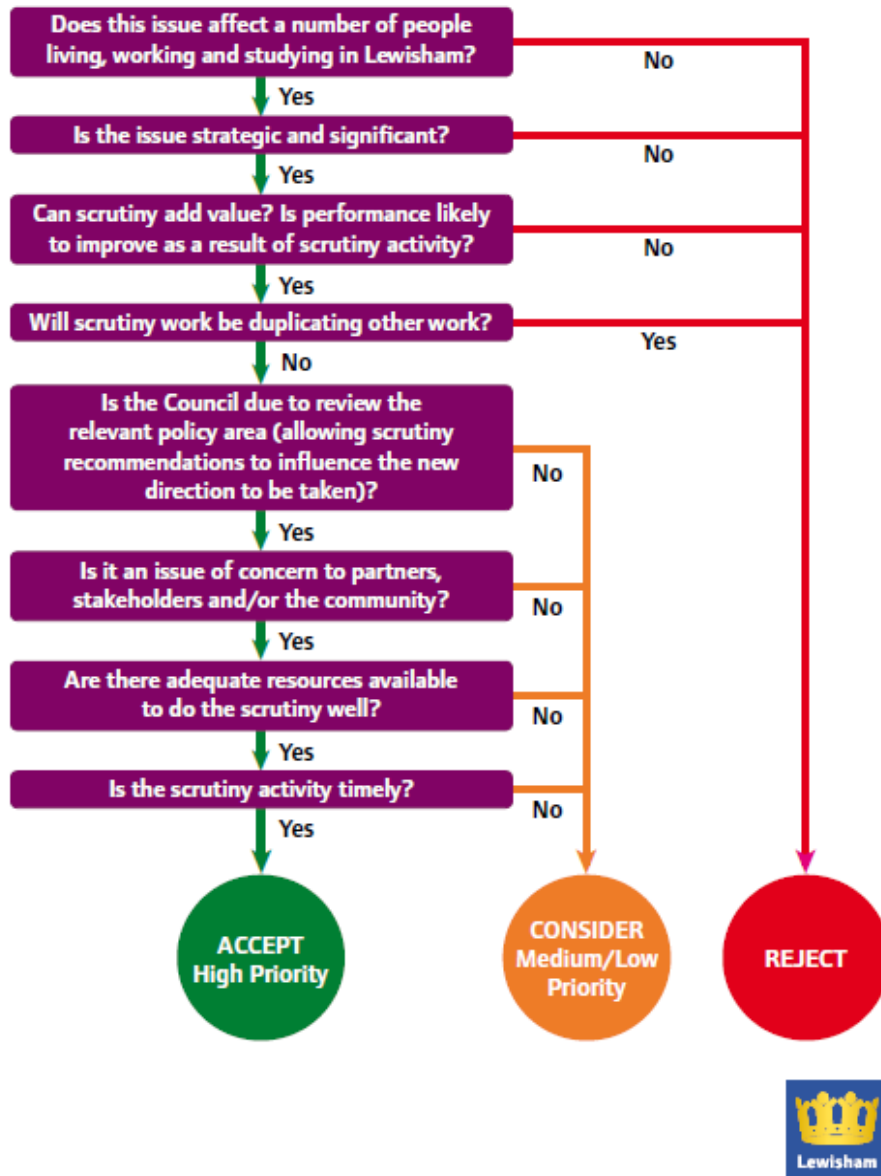 Does this issue affect a number of people
living, working and studying in Lewisham?
No
Yes
Is the issue strategic and significant?
No
Yes
Can scrutiny add value? Is performance likely
to improve as a result of scrutiny activity?
No
Yes
Will scrutiny work be duplicating other work?
Yes
No
Is the Council due to review the
relevant policy area (allowing scrutiny
recommendations to influence the new
direction to be taken)?
No
Yes
Is it an issue of concern to partners,
stakeholders and/or the community?
No
Yes
Are there adequate resources available
to do the scrutiny well?
No
Yes
Is the scrutiny activity timely?
No
Yes
ACCEPT
High Priority
CONSIDER
Medium/Low
Priority
REJECT
Lewisham